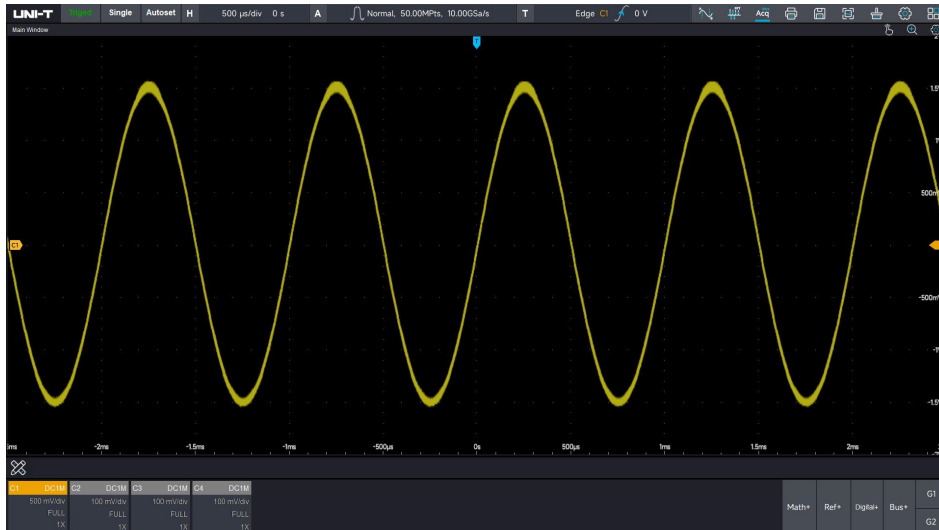 UNI-T Triged Single Autoset H 500 µs/div 0 s A Normal, 50.00MPts, 10.00GSa/s T Edge C1 0 V Acq
Main Window
T
1.5
C1
500m
-500m
-1.5
-2ms -1.5ms -1ms -500µs 0s 500µs 1ms 1.5ms 2ms
C1 DC1M C2 DC1M C3 DC1M C4 DC1M
500 mV/div 100 mV/div 100 mV/div 100 mV/div
FULL FULL FULL FULL
1X 1X 1X 1X
Math+ Ref+ Digital+ Bus+ G1
G2